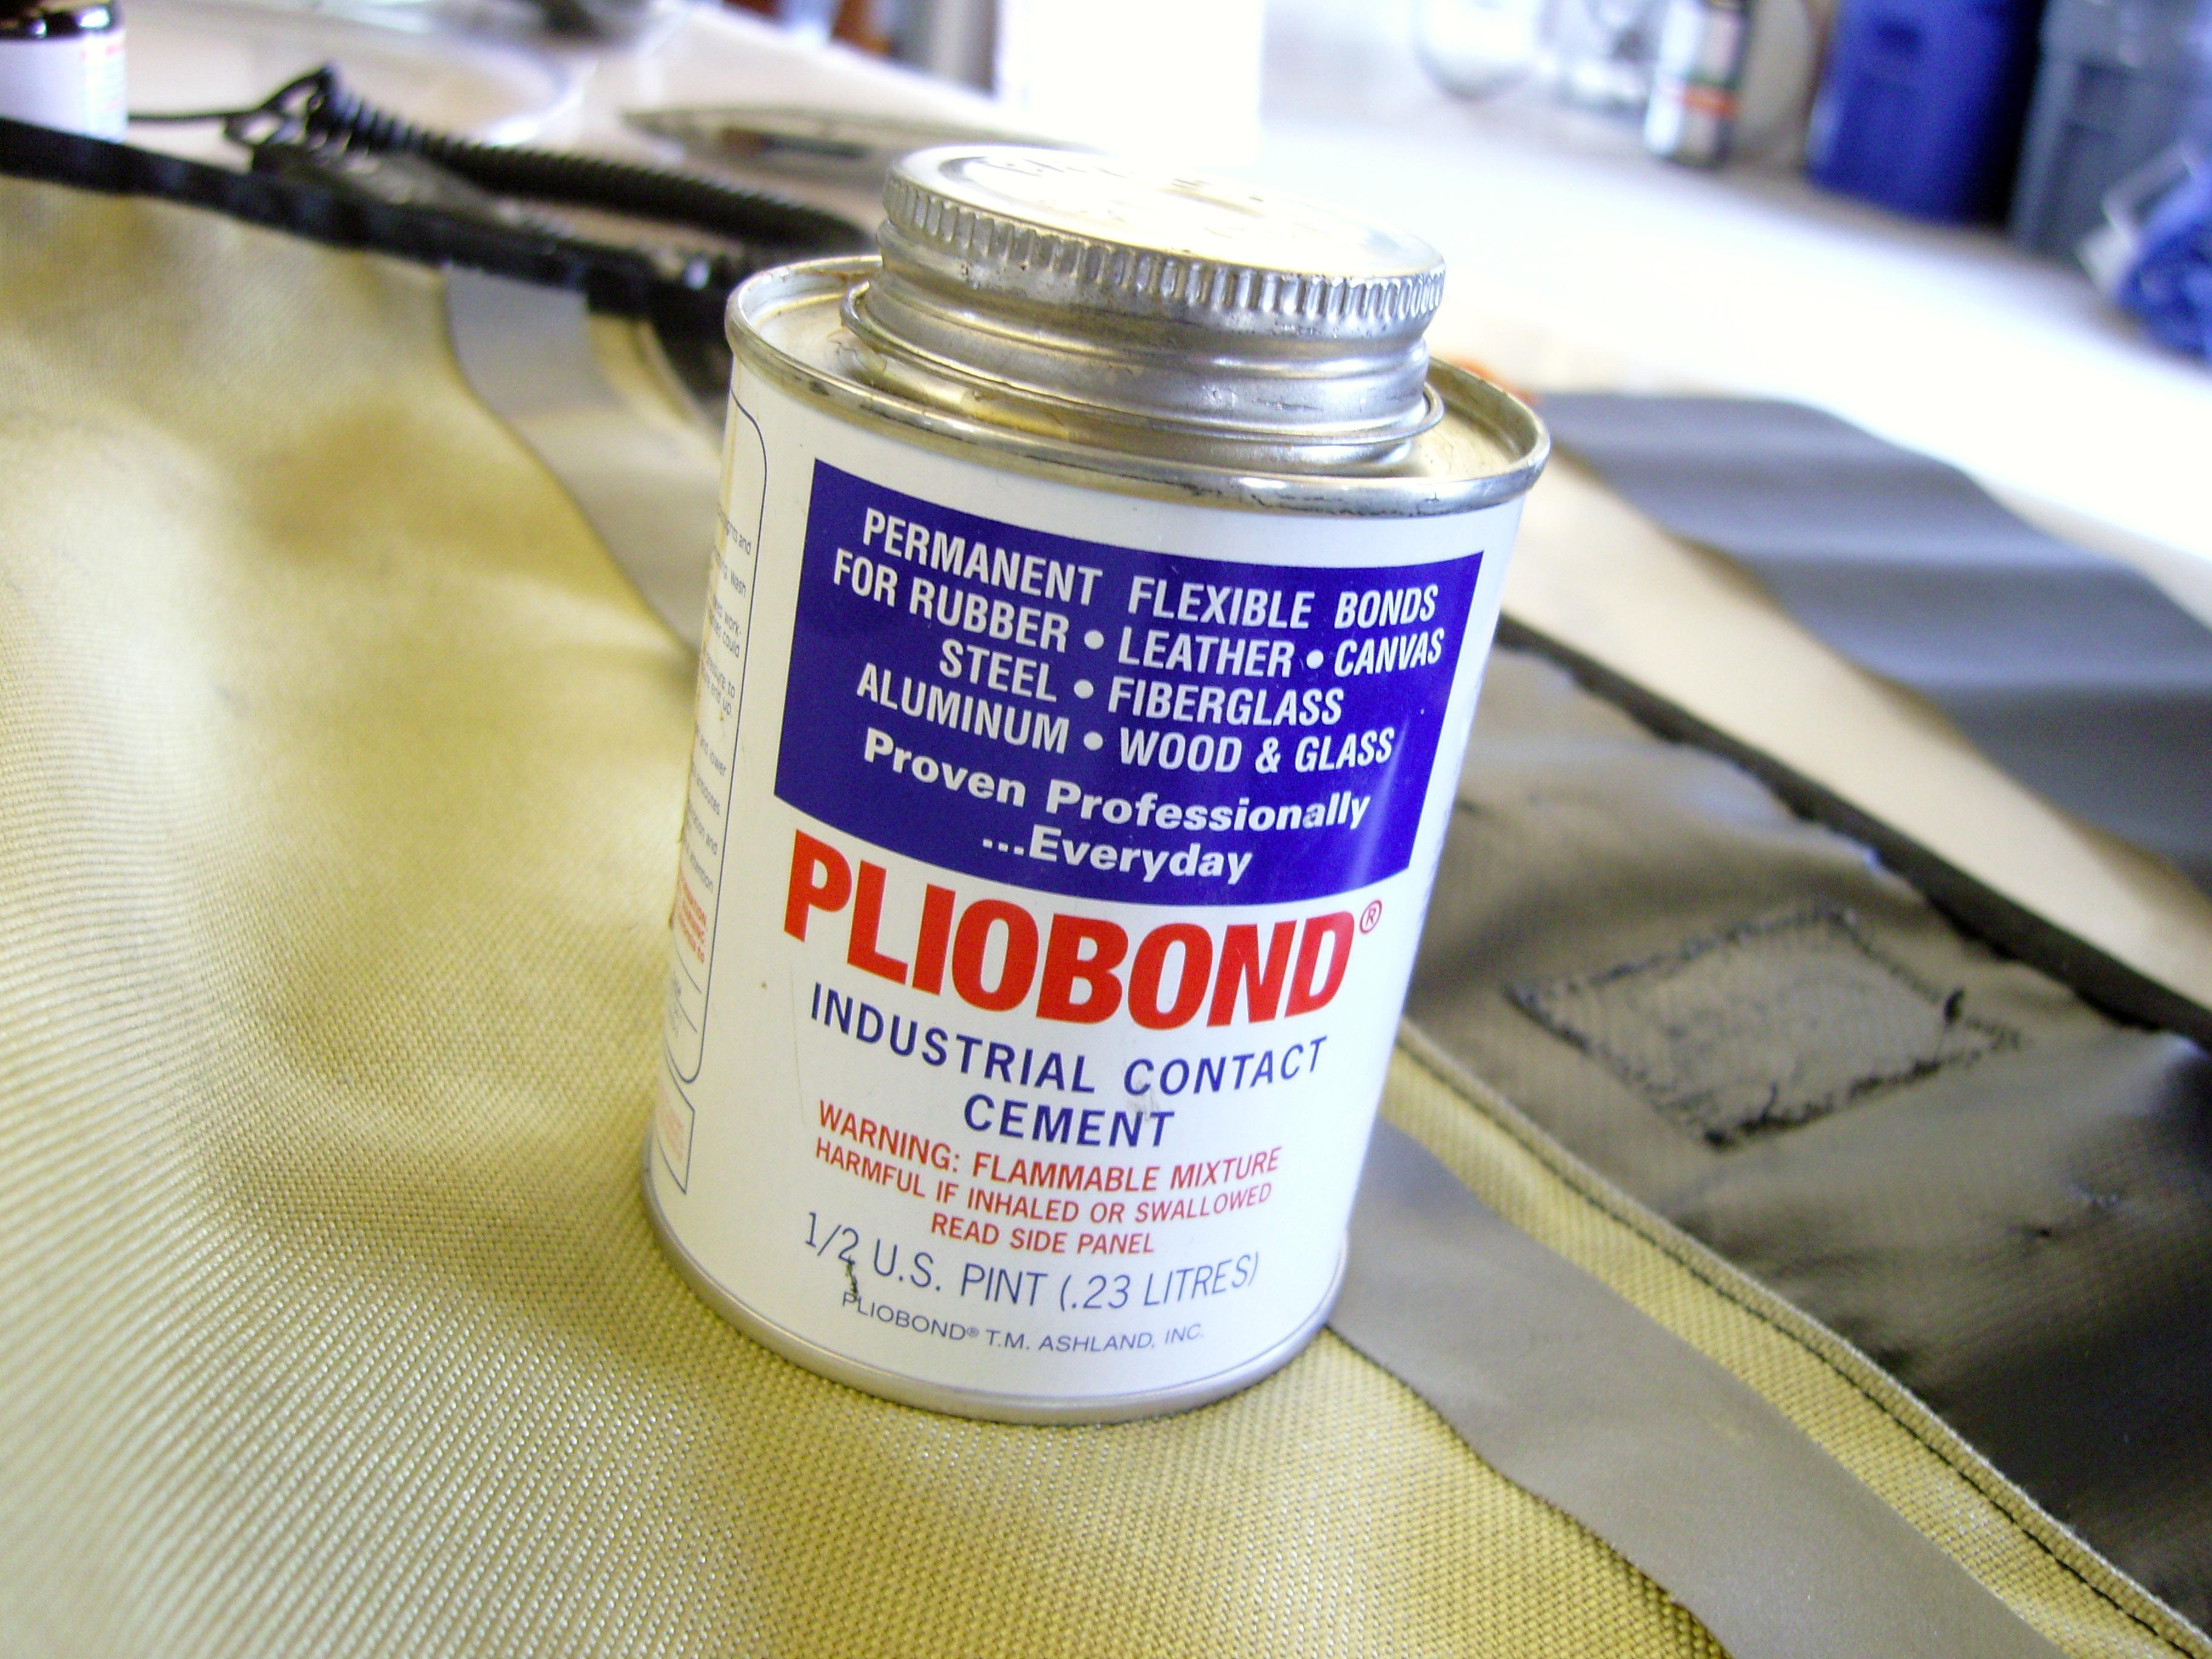 PERMANENT FLEXIBLE BONDS
FOR RUBBER • LEATHER • CANVAS
STEEL • FIBERGLASS
ALUMINUM • WOOD & GLASS
Proven Professionally
...Everyday
PLIOBOND®
INDUSTRIAL CONTACT
CEMENT
WARNING: FLAMMABLE MIXTURE
HARMFUL IF INHALED OR SWALLOWED
READ SIDE PANEL
1/2 U.S. PINT (.23 LITRES)
PLIOBOND® T.M. ASHLAND, INC.